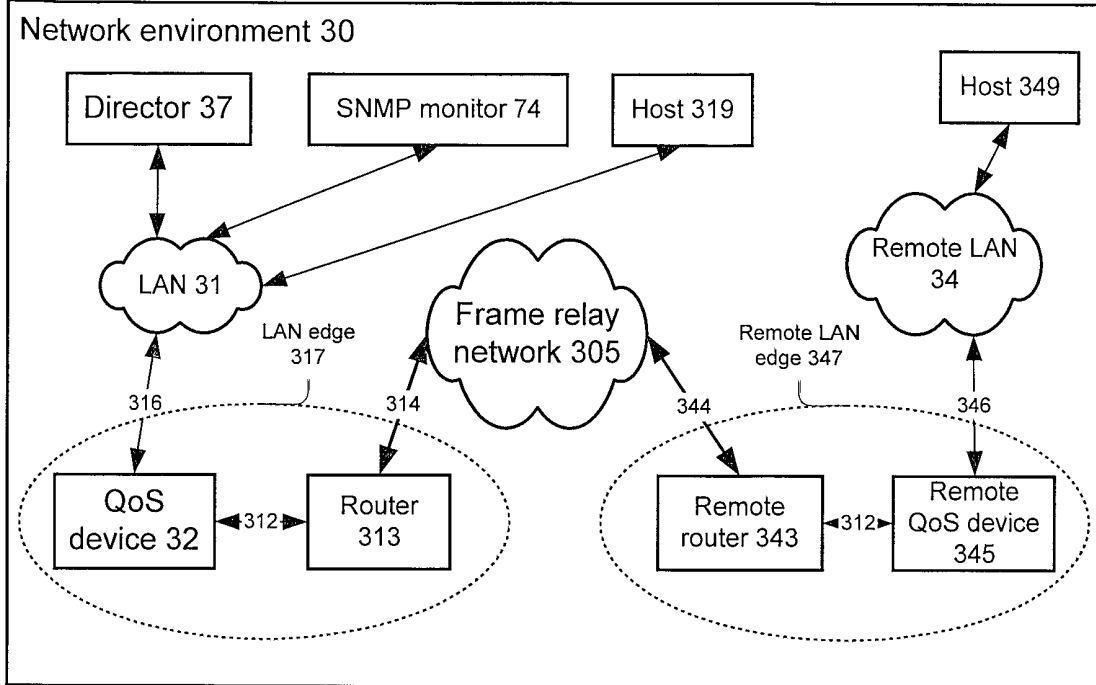 Network environment 30
Director 37
SNMP monitor 74
Host 319
Host 349
LAN 31
Remote LAN
34
Frame relay
network 305
LAN edge
317
Remote LAN
edge 347
316
314
344
346
QoS
device 32
312
Router
313
Remote
router 343
312
Remote
QoS device
345